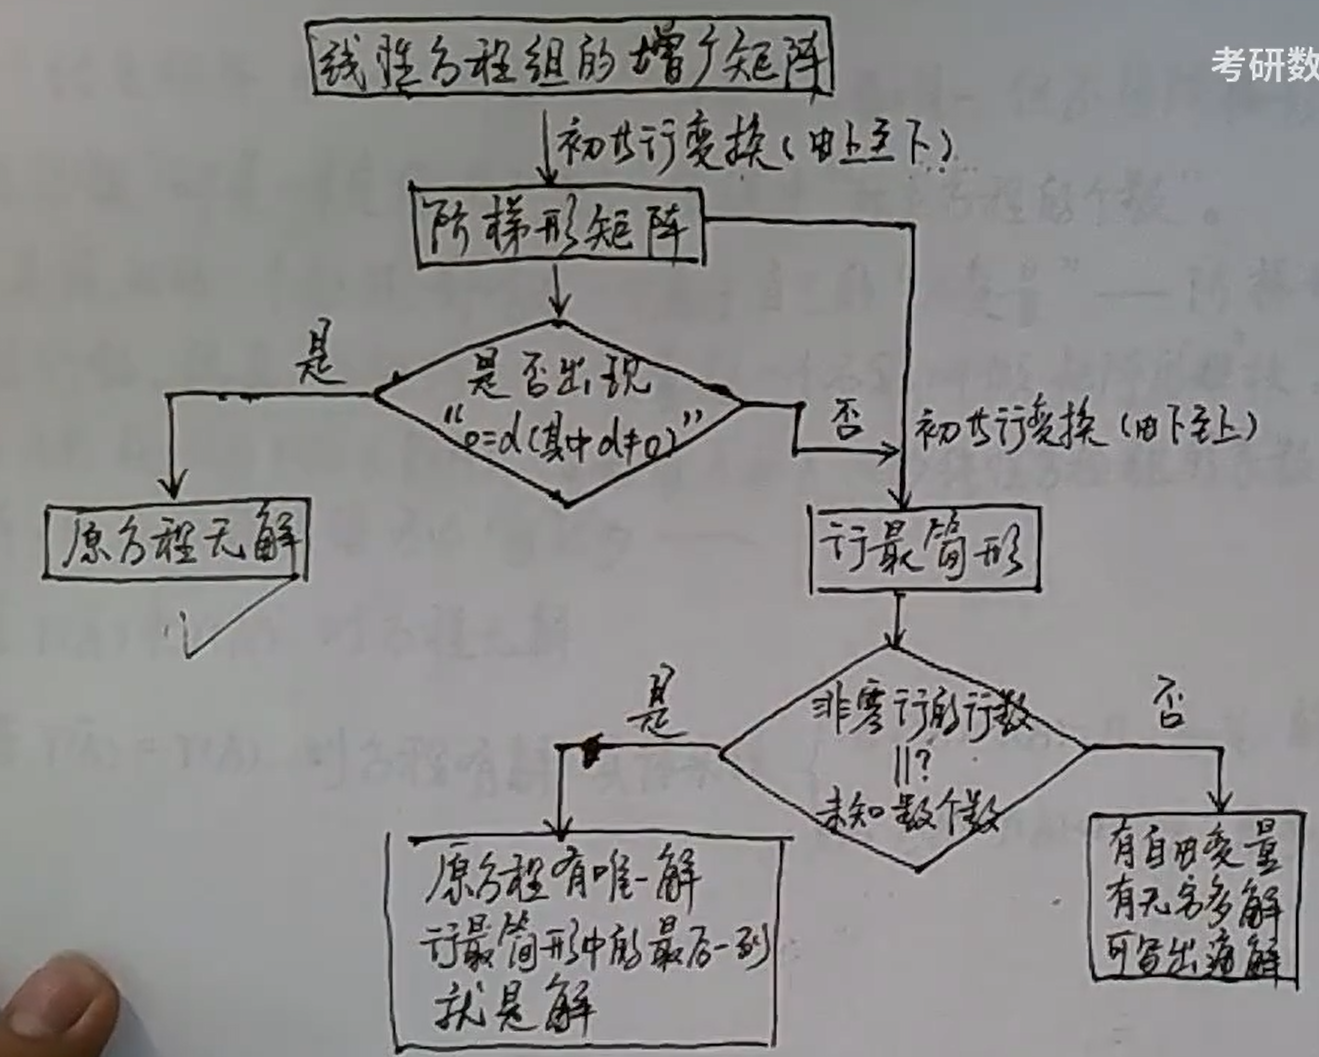 考研数
线性方程组的增广矩阵
初等行变换(由上至下)
阶梯形矩阵
是
是否出现
“0=d(其中d≠0)”
否
初等行变换(由下至上)
原方程无解
行最简形
是
非零行的行数
||?
未知数个数
否
原方程有唯一解
行最简形中的最后一列
就是解
有自由变量
有无穷多解
可写出通解